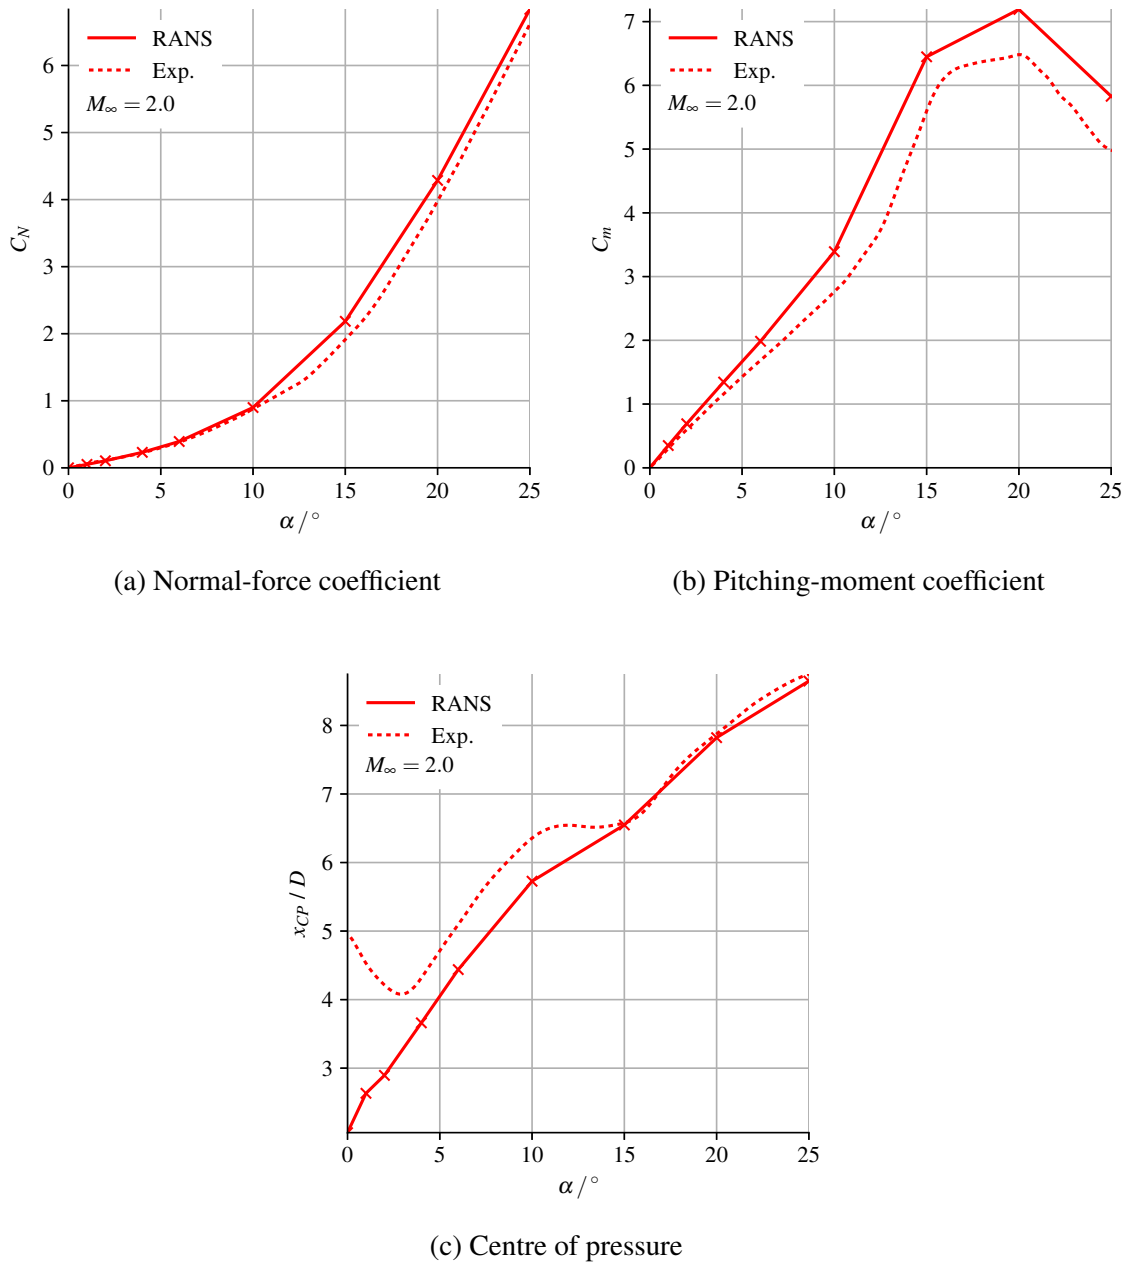 RANS
Exp.
M∞ = 2.0
C_N
0
1
2
3
4
5
6
0 5 10 15 20 25
α/°
(a) Normal-force coefficient
RANS
Exp.
M∞ = 2.0
C_m
0
1
2
3
4
5
6
7
0 5 10 15 20 25
α/°
(b) Pitching-moment coefficient
RANS
Exp.
M∞ = 2.0
x_CP / D
3
4
5
6
7
8
0 5 10 15 20 25
α/°
(c) Centre of pressure